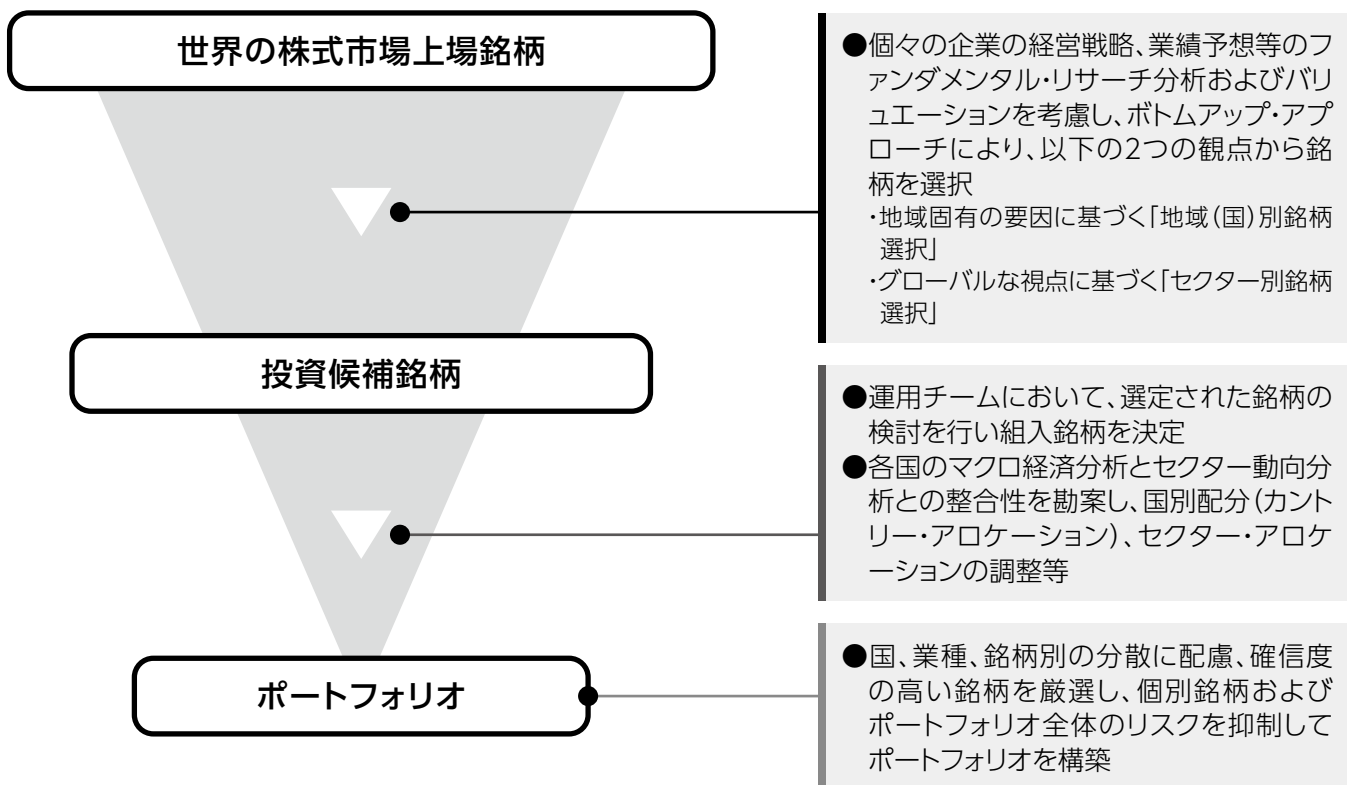 世界の株式市場上場銘柄
●個々の企業の経営戦略、業績予想等のフ
ァンダメンタル・リサーチ分析およびバリ
ュエーションを考慮し、ボトムアップ・アプ
ローチにより、以下の2つの観点から銘
柄を選択
・地域固有の要因に基づく「地域(国)別銘柄
選択」
・グローバルな視点に基づく「セクター別銘柄
選択」
投資候補銘柄
●運用チームにおいて、選定された銘柄の
検討を行い組入銘柄を決定
●各国のマクロ経済分析とセクター動向分
析との整合性を勘案し、国別配分(カント
リー・アロケーション)、セクター・アロケ
ーションの調整等
ポートフォリオ
●国、業種、銘柄別の分散に配慮、確信度
の高い銘柄を厳選し、個別銘柄および
ポートフォリオ全体のリスクを抑制して
ポートフォリオを構築